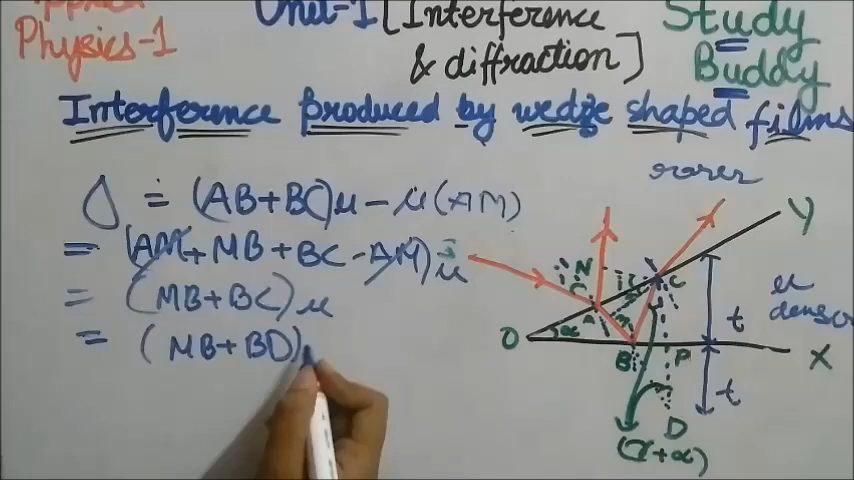 Applied
Physics-1
Unit-1 [Interference
& diffraction]
Study
Buddy
Interference produced by wedge shaped films
Δ = (AB+BC)μ - μ(AM)
= (AM+MB+BC-AM)μ
= (MB+BC)μ
= (MB+BD)
rarer
Y
N
i
C
A
μ
denser
t
O
α
B
P
X
t
D
(r+α)